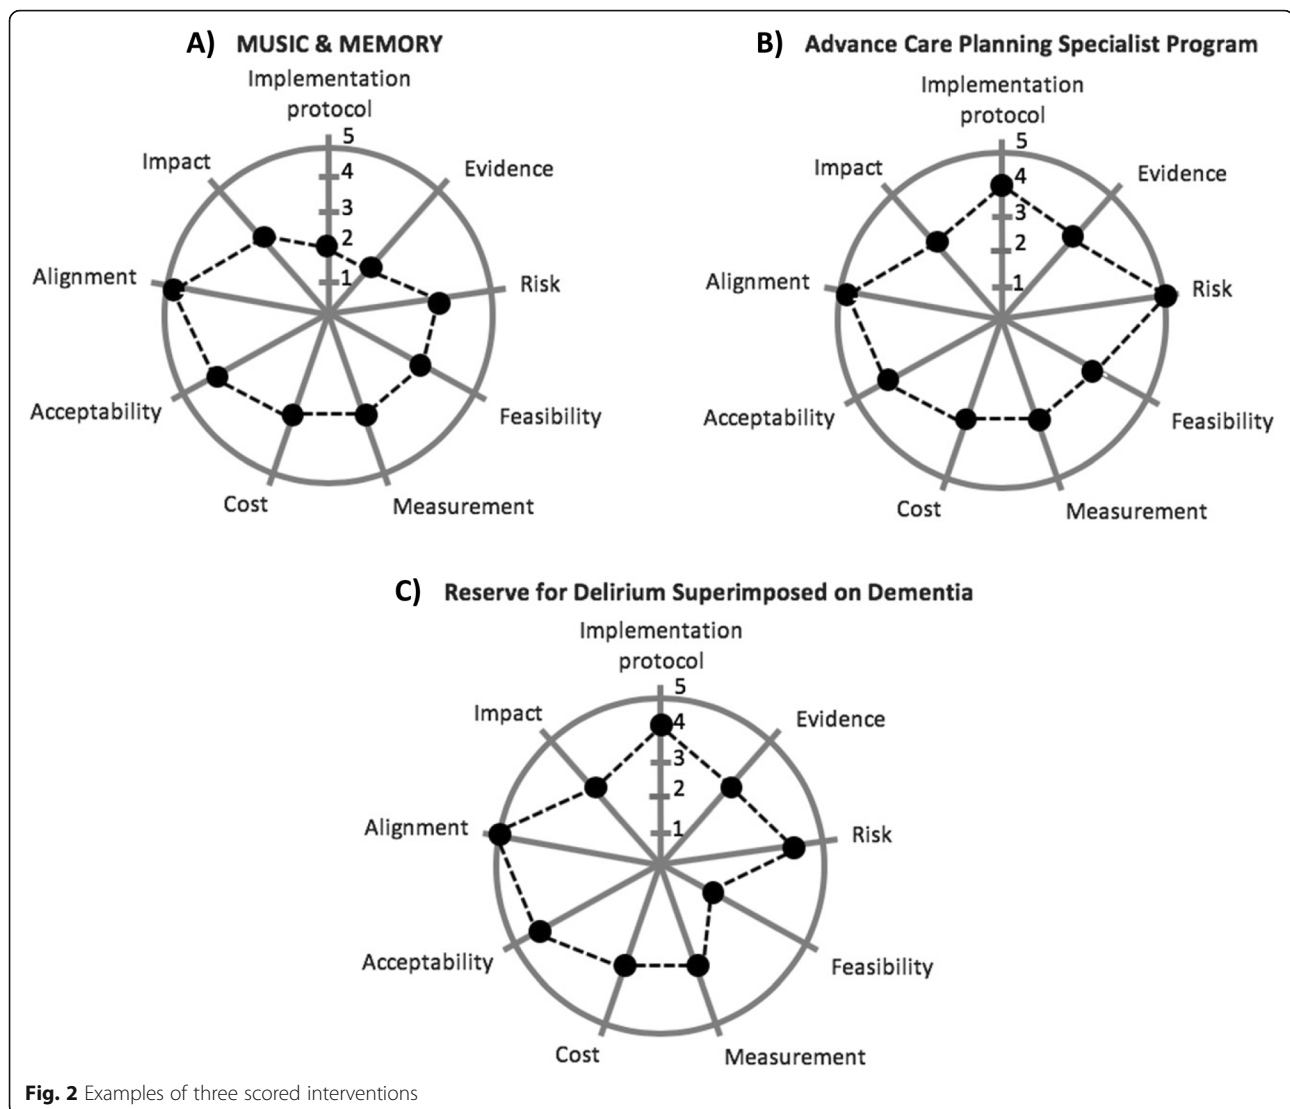 A) MUSIC & MEMORY
Implementation
protocol
5
4
3
2
1
Impact
Evidence
Alignment
Risk
Acceptability
Feasibility
Cost
Measurement
B) Advance Care Planning Specialist Program
Implementation
protocol
5
4
3
2
1
Impact
Evidence
Alignment
Risk
Acceptability
Feasibility
Cost
Measurement
C) Reserve for Delirium Superimposed on Dementia
Implementation
protocol
5
4
3
2
1
Impact
Evidence
Alignment
Risk
Acceptability
Feasibility
Cost
Measurement
Fig. 2 Examples of three scored interventions